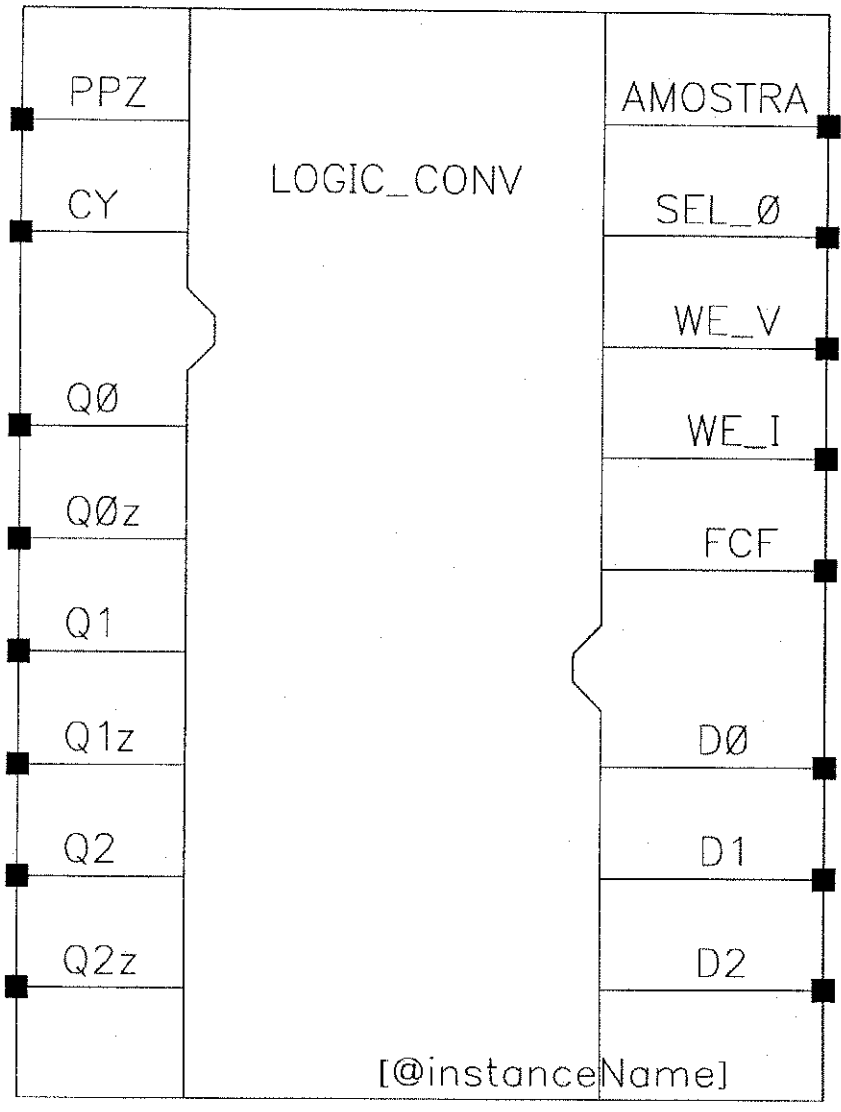 PPZ
AMOSTRA
LOGIC_CONV
CY
SEL_Ø
WE_V
QØ
WE_I
QØz
FCF
Q1
Q1z
DØ
Q2
D1
Q2z
D2
[@instanceName]